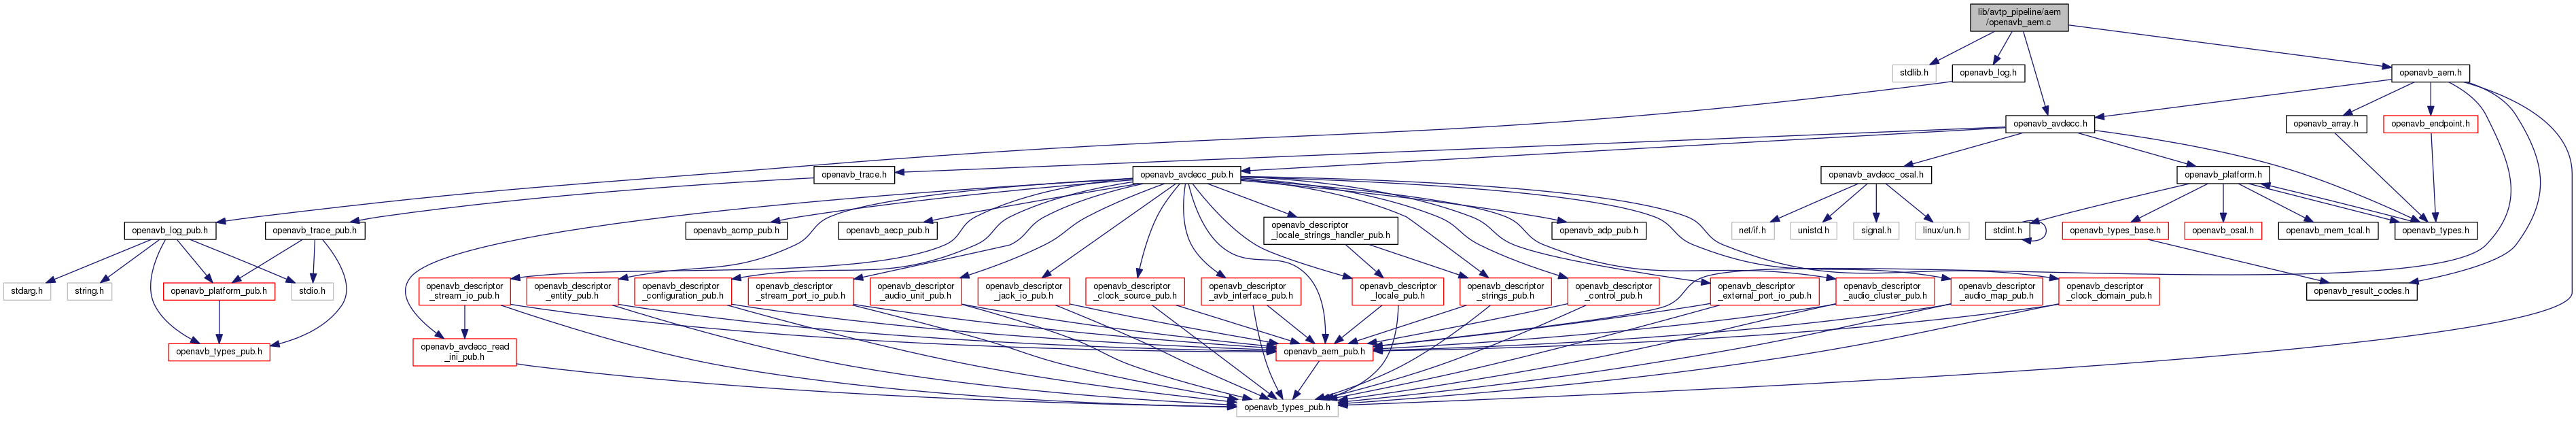 lib/avtp_pipeline/aem
/openavb_aem.c
stdlib.h
openavb_log.h
openavb_aem.h
openavb_avdecc.h
openavb_array.h
openavb_endpoint.h
openavb_trace.h
openavb_avdecc_pub.h
openavb_avdecc_osal.h
openavb_platform.h
openavb_log_pub.h
openavb_trace_pub.h
openavb_acmp_pub.h
openavb_aecp_pub.h
openavb_descriptor
_locale_strings_handler_pub.h
openavb_adp_pub.h
net/if.h
unistd.h
signal.h
linux/un.h
stdint.h
openavb_types_base.h
openavb_osal.h
openavb_mem_tcal.h
openavb_types.h
stdarg.h
string.h
openavb_platform_pub.h
stdio.h
openavb_descriptor
_stream_io_pub.h
openavb_descriptor
_entity_pub.h
openavb_descriptor
_configuration_pub.h
openavb_descriptor
_stream_port_io_pub.h
openavb_descriptor
_audio_unit_pub.h
openavb_descriptor
_jack_io_pub.h
openavb_descriptor
_clock_source_pub.h
openavb_descriptor
_avb_interface_pub.h
openavb_descriptor
_locale_pub.h
openavb_descriptor
_strings_pub.h
openavb_descriptor
_control_pub.h
openavb_descriptor
_external_port_io_pub.h
openavb_descriptor
_audio_cluster_pub.h
openavb_descriptor
_audio_map_pub.h
openavb_descriptor
_clock_domain_pub.h
openavb_result_codes.h
openavb_types_pub.h
openavb_avdecc_read
_ini_pub.h
openavb_aem_pub.h
openavb_types_pub.h